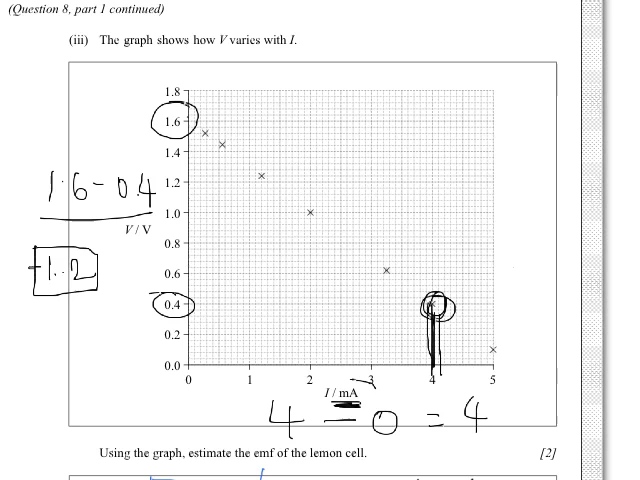 (Question 8, part 1 continued)
(iii) The graph shows how V varies with I.
1.8
1.6
1.4
1.6 - 0.4
1.2
1.0
V / V
0.8
-1.2
0.6
0.4
0.2
0.0
0 1 2 3 4 5
I / mA
4 - 0 = 4
Using the graph, estimate the emf of the lemon cell. [2]